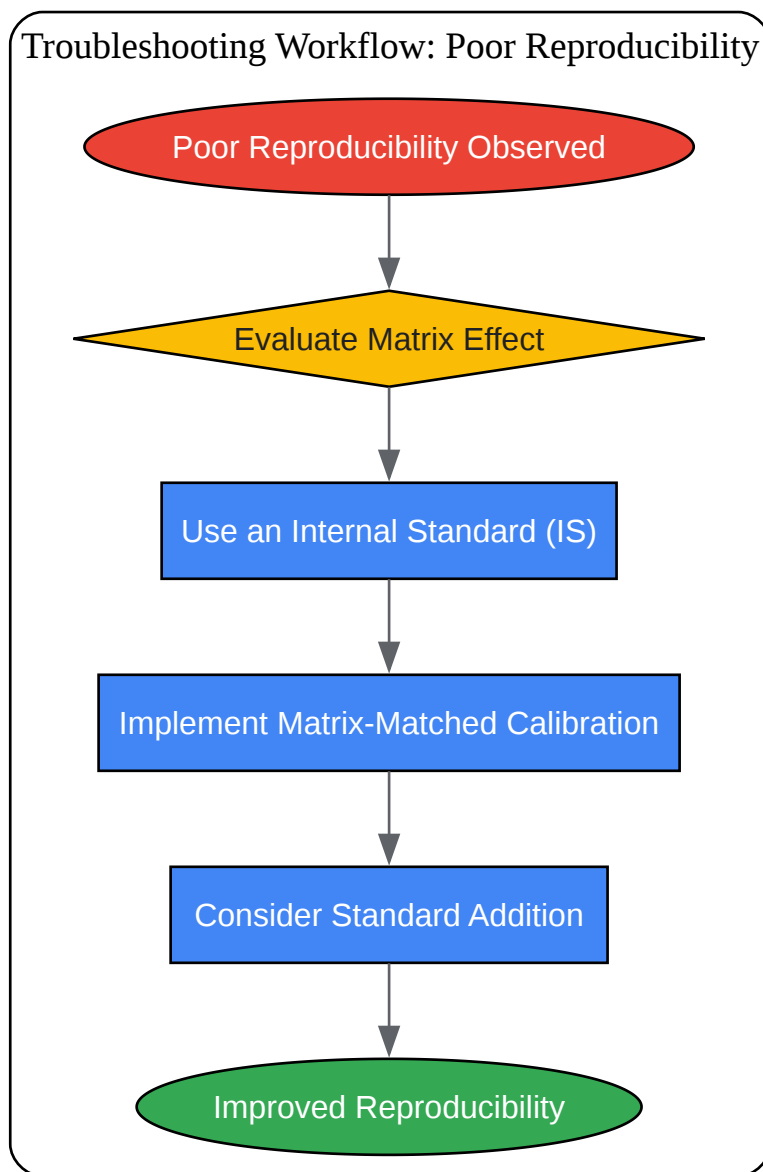 Troubleshooting Workflow: Poor Reproducibility
Poor Reproducibility Observed
Evaluate Matrix Effect
Use an Internal Standard (IS)
Implement Matrix-Matched Calibration
Consider Standard Addition
Improved Reproducibility